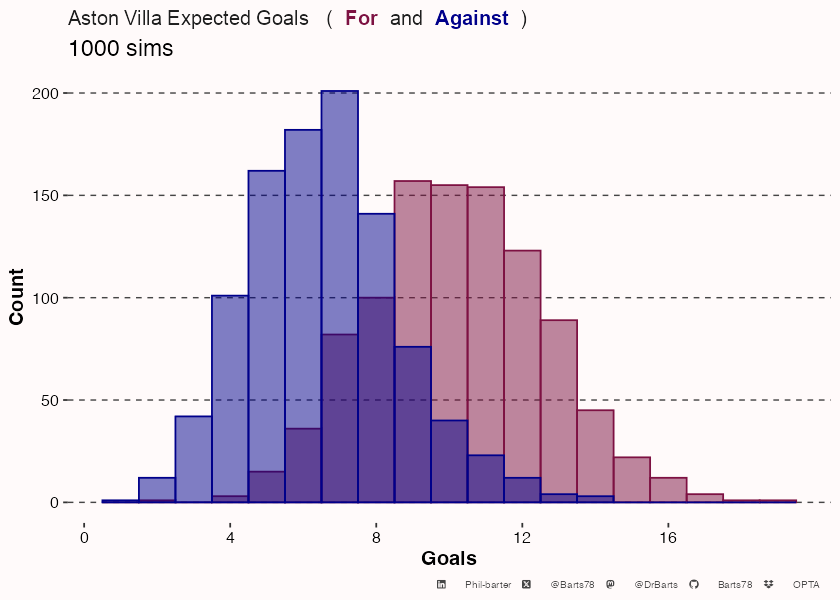 Aston Villa Expected Goals ( For and Against )
1000 sims
200
150
100
50
0
Count
0 4 8 12 16
Goals
Phil-barter @Barts78 @DrBarts Barts78 OPTA